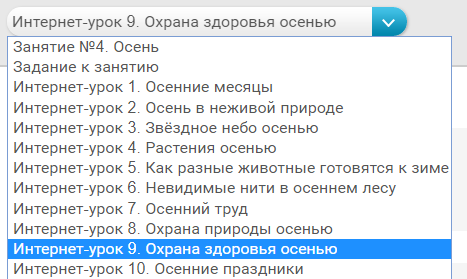 Интернет-урок 9. Охрана здоровья осенью
Занятие №4. Осень
Задание к занятию
Интернет-урок 1. Осенние месяцы
Интернет-урок 2. Осень в неживой природе
Интернет-урок 3. Звёздное небо осенью
Интернет-урок 4. Растения осенью
Интернет-урок 5. Как разные животные готовятся к зиме
Интернет-урок 6. Невидимые нити в осеннем лесу
Интернет-урок 7. Осенний труд
Интернет-урок 8. Охрана природы осенью
Интернет-урок 9. Охрана здоровья осенью
Интернет-урок 10. Осенние праздники